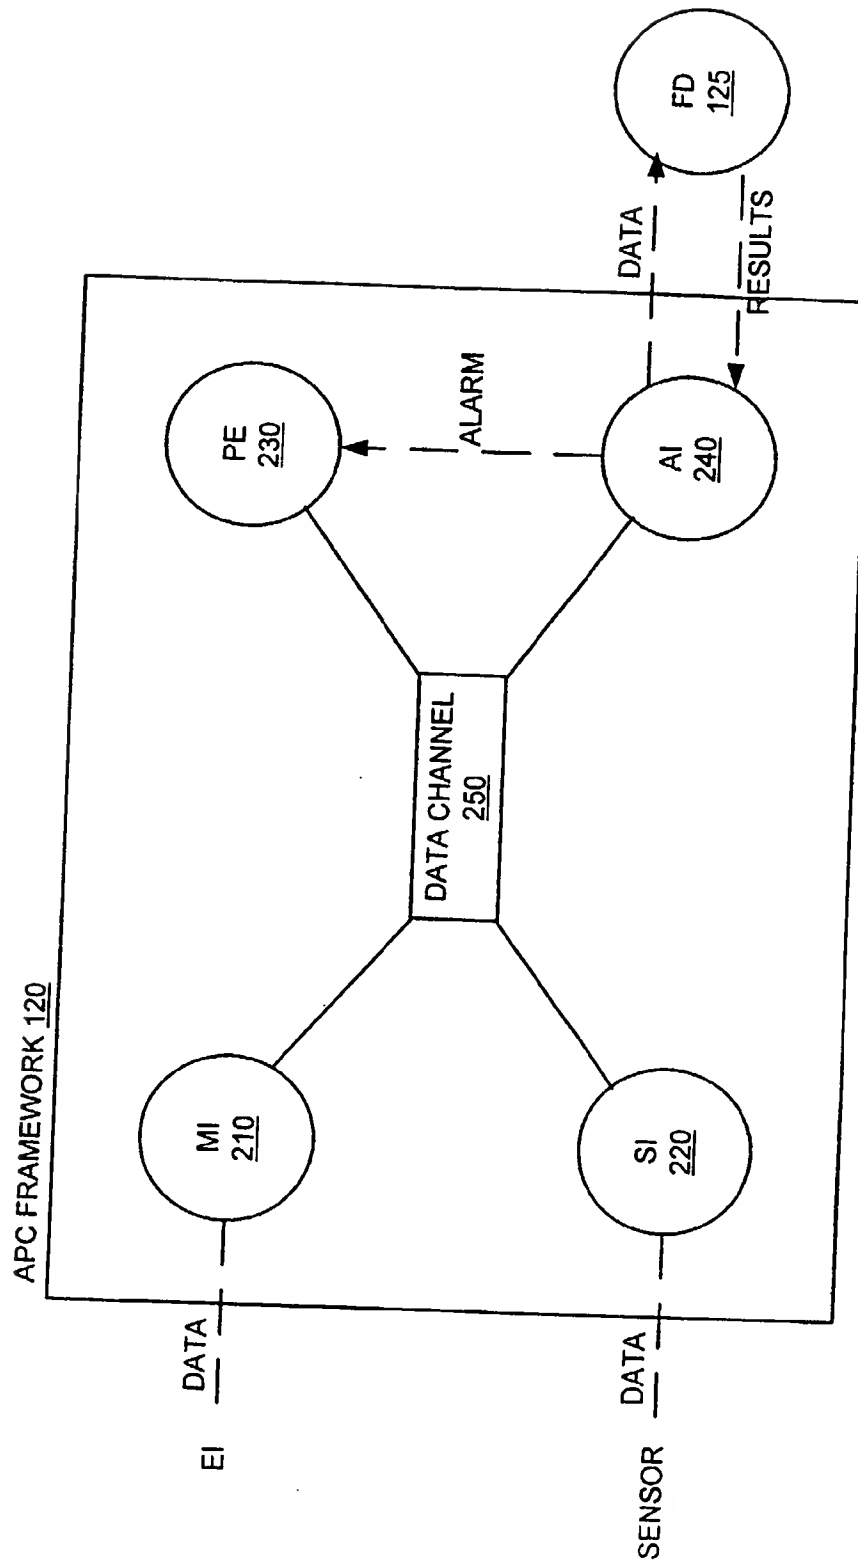 APC FRAMEWORK 120
EI
DATA
MI
210
PE
230
DATA CHANNEL
250
ALARM
SENSOR
DATA
SI
220
AI
240
DATA
RESULTS
FD
125